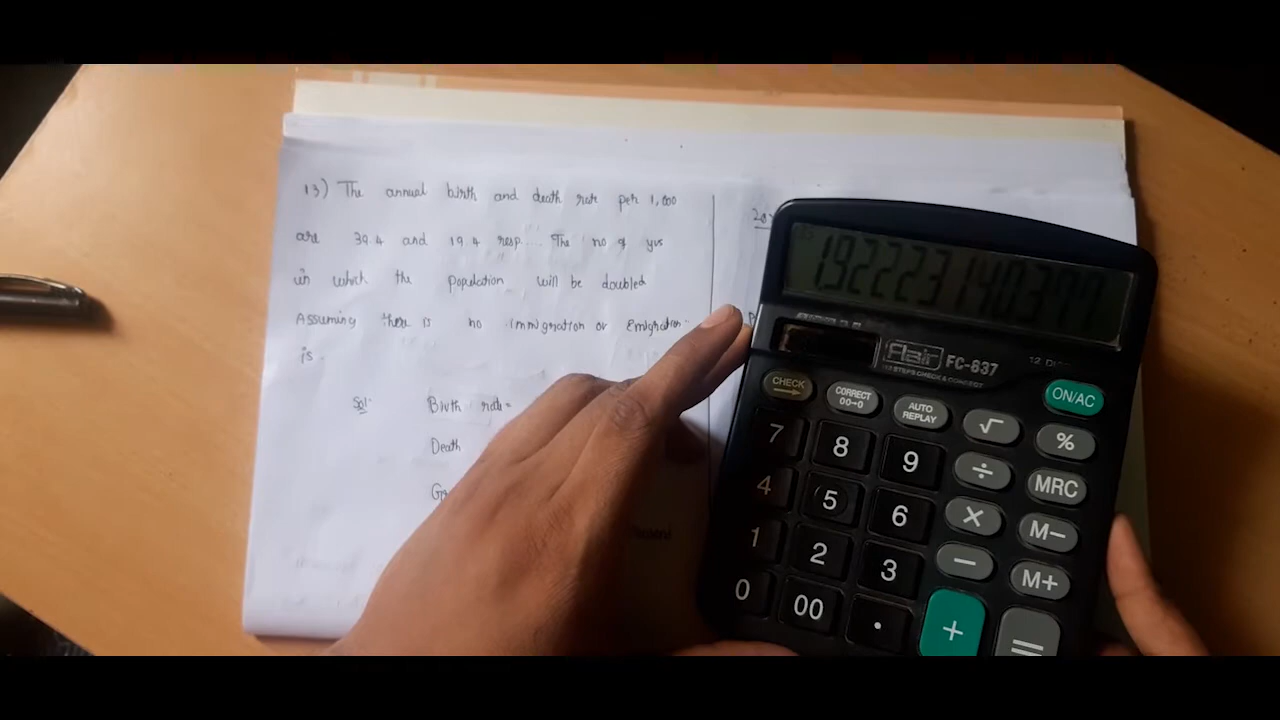 13) The annual birth and death rate per 1,000
are 39.4 and 19.4 resp.... The no of yrs
in which the population will be doubled
Assuming there is no immigration or Emigration
is
Sol:
Birth rate =
Death
Flair FC-837
CHECK
CORRECT
00→0
AUTO
REPLAY
√
ON/AC
%
7 8 9 ÷ MRC
4 5 6 × M−
1 2 3 − M+
0 00 . + =